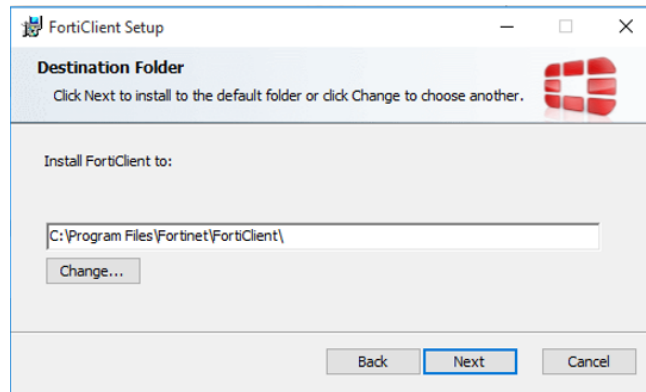 FortiClient Setup
Destination Folder
Click Next to install to the default folder or click Change to choose another.
Install FortiClient to:
C:\Program Files\Fortinet\FortiClient\
Change...
Back Next Cancel